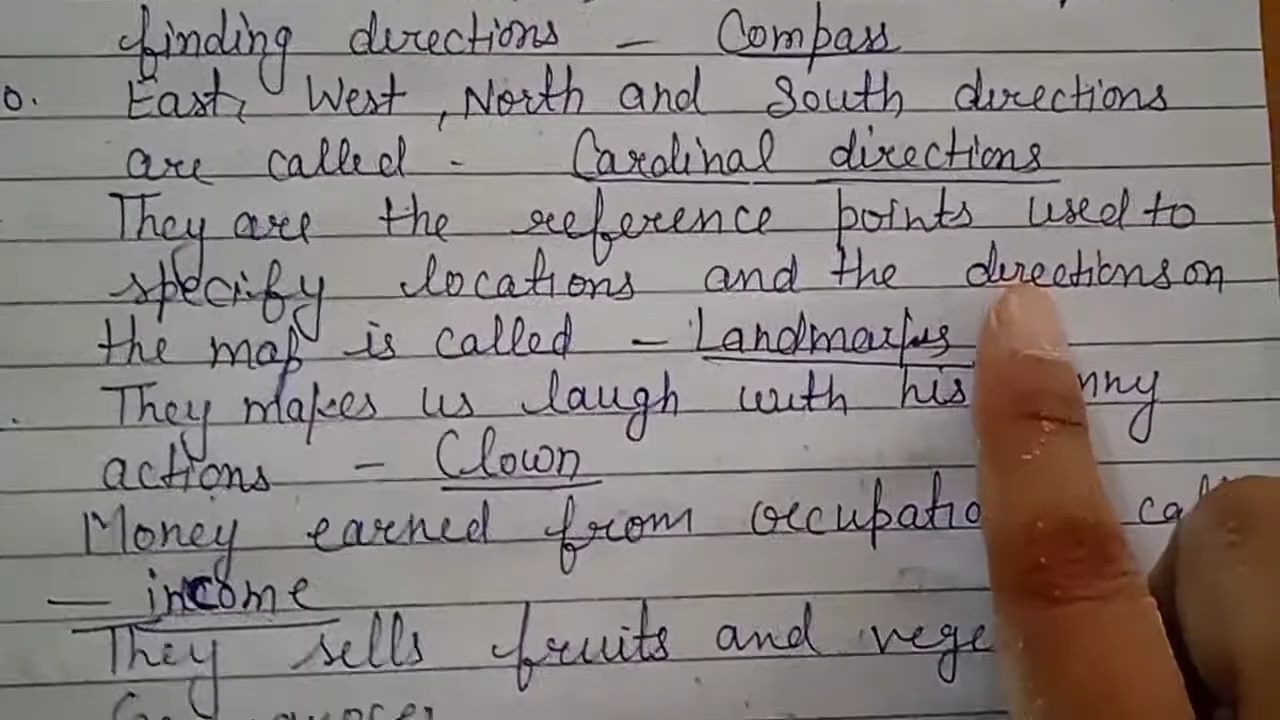 finding directions - Compass
0. East, West, North and South directions
are called - Cardinal directions
They are the reference points used to
specify locations and the directions on
the map is called - Landmarks
. They makes us laugh with his
actions - Clown
Money earned from
- income
They sells fruits and